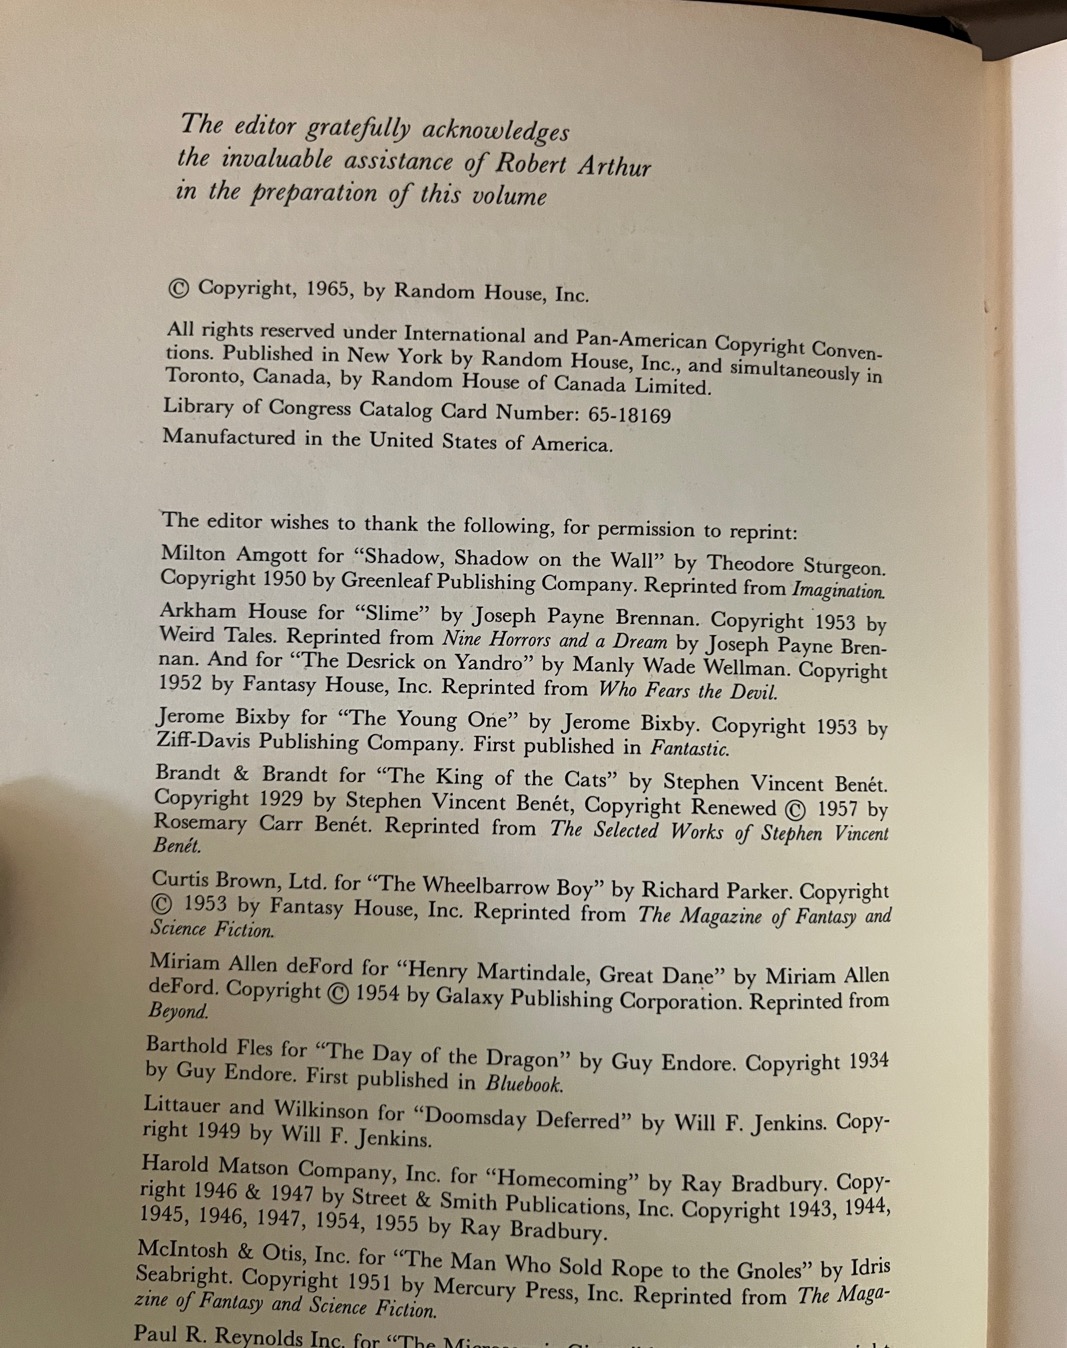 The editor gratefully acknowledges
the invaluable assistance of Robert Arthur
in the preparation of this volume
© Copyright, 1965, by Random House, Inc.
All rights reserved under International and Pan-American Copyright Conven-
tions. Published in New York by Random House, Inc., and simultaneously in
Toronto, Canada, by Random House of Canada Limited.
Library of Congress Catalog Card Number: 65-18169
Manufactured in the United States of America.
The editor wishes to thank the following, for permission to reprint:
Milton Amgott for “Shadow, Shadow on the Wall” by Theodore Sturgeon.
Copyright 1950 by Greenleaf Publishing Company. Reprinted from Imagination.
Arkham House for “Slime” by Joseph Payne Brennan. Copyright 1953 by
Weird Tales. Reprinted from Nine Horrors and a Dream by Joseph Payne Bren-
nan. And for “The Desrick on Yandro” by Manly Wade Wellman. Copyright
1952 by Fantasy House, Inc. Reprinted from Who Fears the Devil.
Jerome Bixby for “The Young One” by Jerome Bixby. Copyright 1953 by
Ziff-Davis Publishing Company. First published in Fantastic.
Brandt & Brandt for “The King of the Cats” by Stephen Vincent Benét.
Copyright 1929 by Stephen Vincent Benét, Copyright Renewed © 1957 by
Rosemary Carr Benét. Reprinted from The Selected Works of Stephen Vincent
Benét.
Curtis Brown, Ltd. for “The Wheelbarrow Boy” by Richard Parker. Copyright
© 1953 by Fantasy House, Inc. Reprinted from The Magazine of Fantasy and
Science Fiction.
Miriam Allen deFord for “Henry Martindale, Great Dane” by Miriam Allen
deFord. Copyright © 1954 by Galaxy Publishing Corporation. Reprinted from
Beyond.
Barthold Fles for “The Day of the Dragon” by Guy Endore. Copyright 1934
by Guy Endore. First published in Bluebook.
Littauer and Wilkinson for “Doomsday Deferred” by Will F. Jenkins. Copy-
right 1949 by Will F. Jenkins.
Harold Matson Company, Inc. for “Homecoming” by Ray Bradbury. Copy-
right 1946 & 1947 by Street & Smith Publications, Inc. Copyright 1943, 1944,
1945, 1946, 1947, 1954, 1955 by Ray Bradbury.
McIntosh & Otis, Inc. for “The Man Who Sold Rope to the Gnoles” by Idris
Seabright. Copyright 1951 by Mercury Press, Inc. Reprinted from The Maga-
zine of Fantasy and Science Fiction.
Paul R. Reynolds Inc. for “The